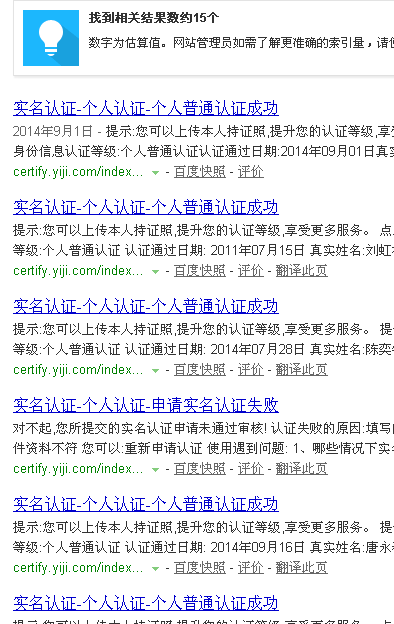 找到相关结果数约15个
数字为估算值。网站管理员如需了解更准确的索引量，请使
实名认证-个人认证-个人普通认证成功
2014年9月1日 - 提示:您可以上传本人持证照,提升您的认证等级,享受
身份信息认证等级:个人普通认证认证通过日期:2014年09月01日真实
certify.yiji.com/index... - 百度快照 - 评价
实名认证-个人认证-个人普通认证成功
提示:您可以上传本人持证照,提升您的认证等级,享受更多服务。 点
等级:个人普通认证 认证通过日期: 2011年07月15日 真实姓名:刘虹
certify.yiji.com/index... - 百度快照 - 评价 - 翻译此页
实名认证-个人认证-个人普通认证成功
提示:您可以上传本人持证照,提升您的认证等级,享受更多服务。 提
等级:个人普通认证 认证通过日期: 2014年07月28日 真实姓名:陈奕
certify.yiji.com/index... - 百度快照 - 评价 - 翻译此页
实名认证-个人认证-申请实名认证失败
对不起,您所提交的实名认证申请未通过审核! 认证失败的原因:填写
件资料不符 您可以:重新申请认证 使用遇到问题: 1、哪些情况下实
certify.yiji.com/index... - 百度快照 - 评价 - 翻译此页
实名认证-个人认证-个人普通认证成功
提示:您可以上传本人持证照,提升您的认证等级,享受更多服务。 提
等级:个人普通认证 认证通过日期: 2014年09月16日 真实姓名:唐永
certify.yiji.com/index... - 百度快照 - 评价 - 翻译此页
实名认证-个人认证-个人普通认证成功